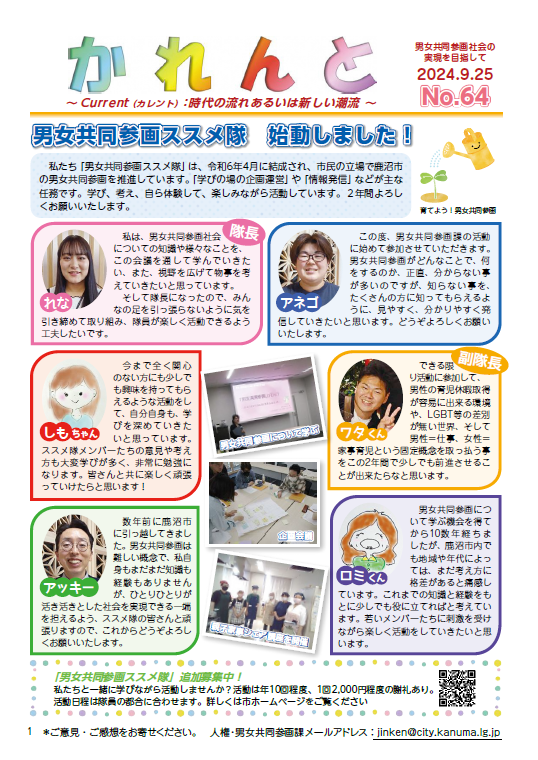 かれんと
男女共同参画社会の
実現を目指して
2024.9.25
No.64
～ Current（カレント）：時代の流れあるいは新しい潮流 ～
男女共同参画ススメ隊　始動しました！
私たち「男女共同参画ススメ隊」は、令和6年4月に結成され、市民の立場で鹿沼市
の男女共同参画を推進しています。「学びの場の企画運営」や「情報発信」などが主な
任務です。学び、考え、自ら体験して、楽しみながら活動しています。２年間よろし
くお願いいたします。
育てよう！男女共同参画
隊長
れな
私は、男女共同参画社会
についての知識や様々なことを、
この会議を通して学んでいきた
い、また、視野を広げて物事を考
えていきたいと思っています。
そして隊長になったので、みん
なの足を引っ張らないように気を
引き締めて取り組み、隊員が楽しく活動できるよう
工夫したいです。
アネゴ
この度、男女共同参画課の活動
に始めて参加させていただきます。
男女共同参画がどんなことで、何
をするのか、正直、分からない事
が多いのですが、知らない事を、
たくさんの方に知ってもらえるよ
うに、見やすく、分かりやすく発
信していきたいと思います。どうぞよろしくお願い
いたします。
しもちゃん
今まで全く関心
のない方にも少しで
も興味を持ってもら
えるような活動をし
て、自分自身も、学
びを深めていきた
いと思っています。
ススメ隊メンバーたちの意見や考え
方も大変学びが多く、非常に勉強に
なります。皆さんと共に楽しく頑張
っていけたらと思います！
男女共同参画について学ぶ
企画会議
副隊長
ワタくん
できる限
り活動に参加して、
男性の育児休暇取得
が容易に出来る環境
や、LGBT等の差別
が無い世界、そして
男性=仕事、女性=
家事育児という固定概念を取っ払う事
をこの2年間で少しでも前進させるこ
とが出来たらなと思います。
アッキー
数年前に鹿沼市
に引っ越してきま
した。男女共同参画は
難しい概念で、私自
身もまだまだ知識も
経験もありません
が、ひとりひとりが
活き活きとした社会を実現できる一端
を担えるよう、ススメ隊の皆さんと頑
張りますので、これからどうぞよろし
くお願いいたします。
ロミくん
男女共同参画につ
いて学ぶ機会を得て
から10数年経ちま
したが、鹿沼市内で
も地域や年代によっ
ては、まだ考え方に
格差があると痛感し
ています。これまでの知識と経験をも
とに少しでも役に立てればと考えてい
ます。若いメンバーたちに刺激を受け
ながら楽しく活動をしていきたいと思
います。
「男女共同参画ススメ隊」追加募集中！
私たちと一緒に学びながら活動しませんか？活動は年10回程度、1回2,000円程度の謝礼あり。
活動日程は隊員の都合に合わせます。詳しくは市ホームページをご覧ください
1　＊ご意見・ご感想をお寄せください。　人権・男女共同参画課メールアドレス：jinken@city.kanuma.lg.jp